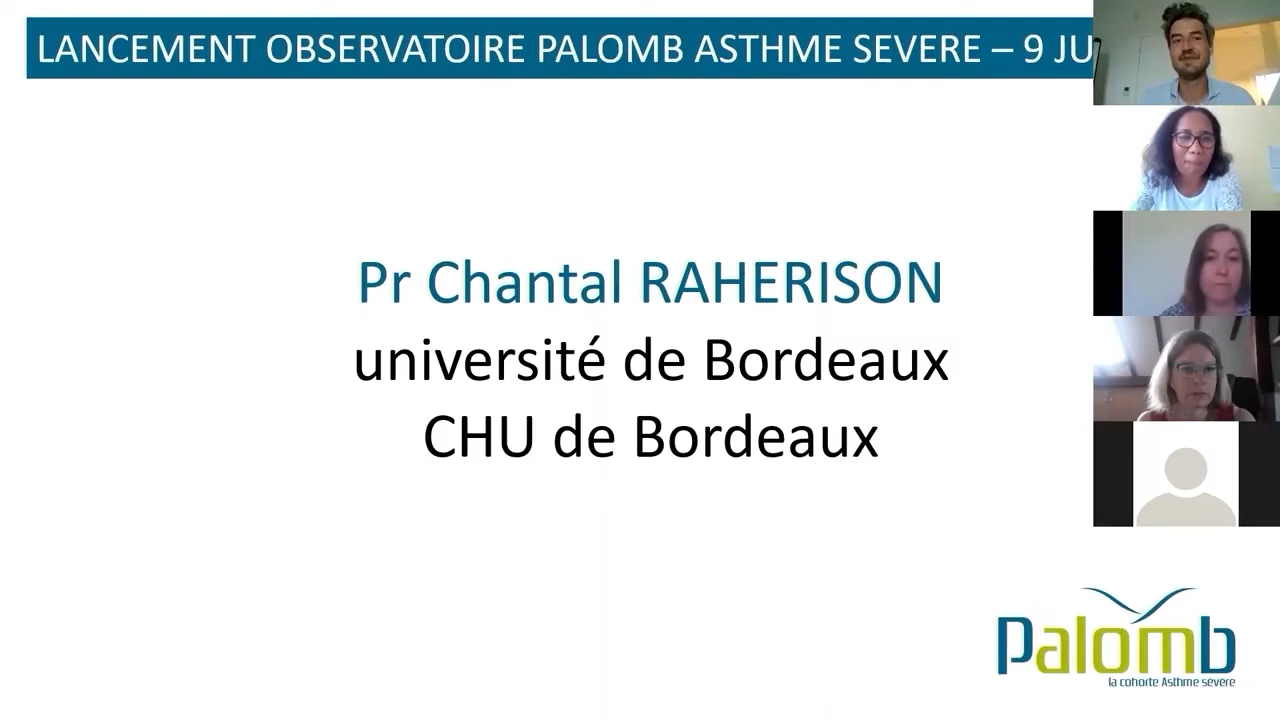 LANCEMENT OBSERVATOIRE PALOMB ASTHME SEVERE – 9 JU
Pr Chantal RAHERISON
université de Bordeaux
CHU de Bordeaux
Palomb
la cohorte Asthme sévère